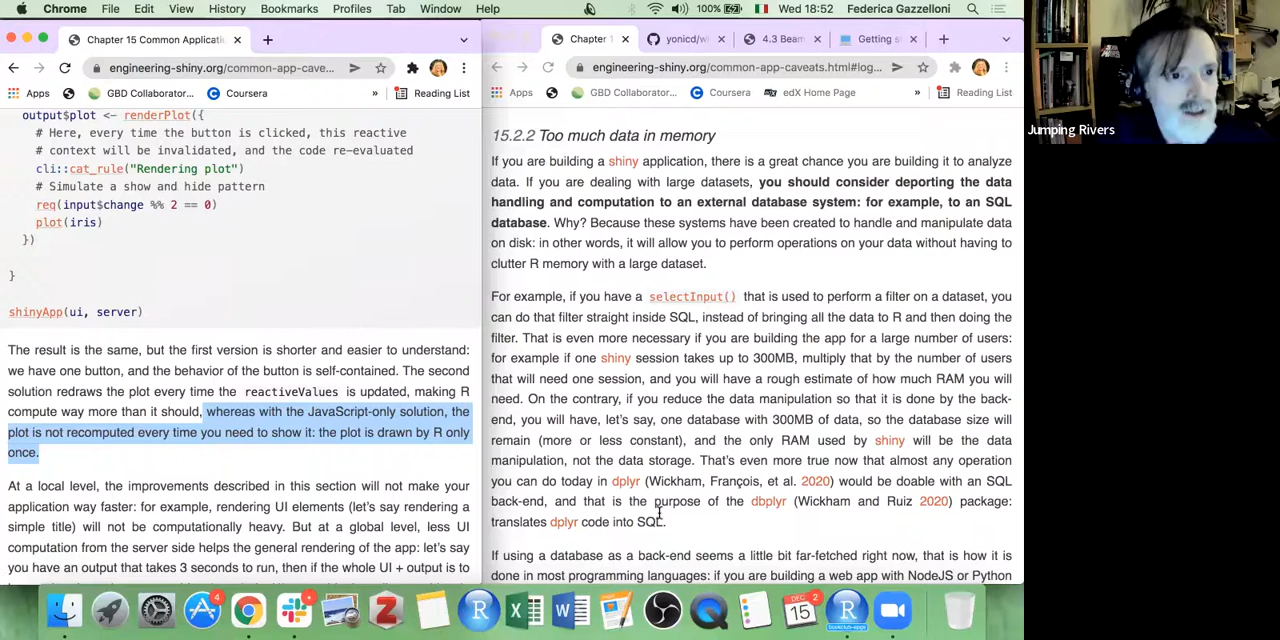 Chrome File Edit View History Bookmarks Profiles Tab Window Help 100% Wed 18:52 Federica Gazzelloni
Chapter 15 Common Applicati
engineering-shiny.org/common-app-cave...
Apps GBD Collaborator... Coursera » Reading List
output$plot <- renderPlot({
# Here, every time the button is clicked, this reactive
# context will be invalidated, and the code re-evaluated
cli::cat_rule("Rendering plot")
# Simulate a show and hide pattern
req(input$change %% 2 == 0)
plot(iris)
})
}
shinyApp(ui, server)
The result is the same, but the first version is shorter and easier to understand:
we have one button, and the behavior of the button is self-contained. The second
solution redraws the plot every time the reactiveValues is updated, making R
compute way more than it should, whereas with the JavaScript-only solution, the
plot is not recomputed every time you need to show it: the plot is drawn by R only
once.
At a local level, the improvements described in this section will not make your
application way faster: for example, rendering UI elements (let's say rendering a
simple title) will not be computationally heavy. But at a global level, less UI
computation from the server side helps the general rendering of the app: let's say
you have an output that takes 3 seconds to run, then if the whole UI + output is to
Chapter 1 yonicd/w 4.3 Beam Getting s
engineering-shiny.org/common-app-caveats.html#log...
Apps GBD Collaborator... Coursera edX Home Page » Reading List
15.2.2 Too much data in memory
If you are building a shiny application, there is a great chance you are building it to analyze
data. If you are dealing with large datasets, you should consider deporting the data
handling and computation to an external database system: for example, to an SQL
database. Why? Because these systems have been created to handle and manipulate data
on disk: in other words, it will allow you to perform operations on your data without having to
clutter R memory with a large dataset.
For example, if you have a selectInput() that is used to perform a filter on a dataset, you
can do that filter straight inside SQL, instead of bringing all the data to R and then doing the
filter. That is even more necessary if you are building the app for a large number of users:
for example if one shiny session takes up to 300MB, multiply that by the number of users
that will need one session, and you will have a rough estimate of how much RAM you will
need. On the contrary, if you reduce the data manipulation so that it is done by the back-
end, you will have, let's say, one database with 300MB of data, so the database size will
remain (more or less constant), and the only RAM used by shiny will be the data
manipulation, not the data storage. That's even more true now that almost any operation
you can do today in dplyr (Wickham, François, et al. 2020) would be doable with an SQL
back-end, and that is the purpose of the dbplyr (Wickham and Ruiz 2020) package:
translates dplyr code into SQL.
If using a database as a back-end seems a little bit far-fetched right now, that is how it is
done in most programming languages: if you are building a web app with NodeJS or Python
Jumping Rivers
4
DEC
15
2
bookclub-apps